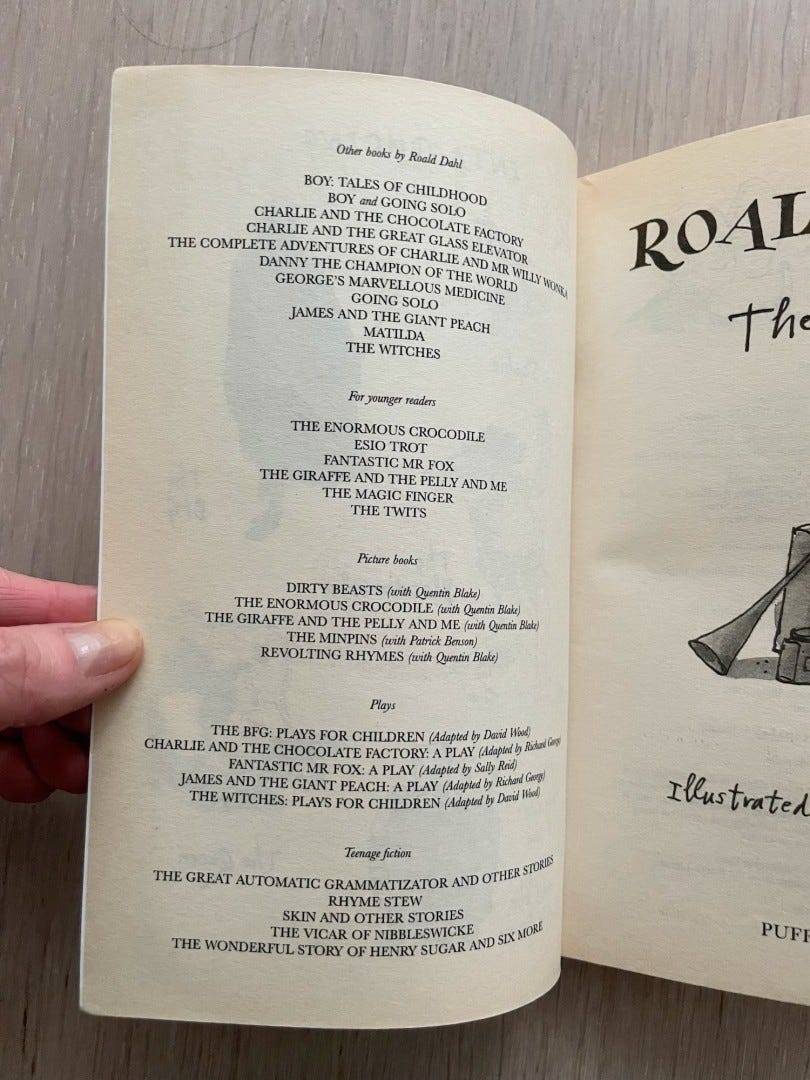 Other books by Roald Dahl
BOY: TALES OF CHILDHOOD
BOY and GOING SOLO
CHARLIE AND THE CHOCOLATE FACTORY
CHARLIE AND THE GREAT GLASS ELEVATOR
THE COMPLETE ADVENTURES OF CHARLIE AND MR WILLY WONKA
DANNY THE CHAMPION OF THE WORLD
GEORGE'S MARVELLOUS MEDICINE
GOING SOLO
JAMES AND THE GIANT PEACH
MATILDA
THE WITCHES
For younger readers
THE ENORMOUS CROCODILE
ESIO TROT
FANTASTIC MR FOX
THE GIRAFFE AND THE PELLY AND ME
THE MAGIC FINGER
THE TWITS
Picture books
DIRTY BEASTS (with Quentin Blake)
THE ENORMOUS CROCODILE (with Quentin Blake)
THE GIRAFFE AND THE PELLY AND ME (with Quentin Blake)
THE MINPINS (with Patrick Benson)
REVOLTING RHYMES (with Quentin Blake)
Plays
THE BFG: PLAYS FOR CHILDREN (Adapted by David Wood)
CHARLIE AND THE CHOCOLATE FACTORY: A PLAY (Adapted by Richard George)
FANTASTIC MR FOX: A PLAY (Adapted by Sally Reid)
JAMES AND THE GIANT PEACH: A PLAY (Adapted by Richard George)
THE WITCHES: PLAYS FOR CHILDREN (Adapted by David Wood)
Teenage fiction
THE GREAT AUTOMATIC GRAMMATIZATOR AND OTHER STORIES
RHYME STEW
SKIN AND OTHER STORIES
THE VICAR OF NIBBLESWICKE
THE WONDERFUL STORY OF HENRY SUGAR AND SIX MORE
ROAL
The
Illustrated
PUFF